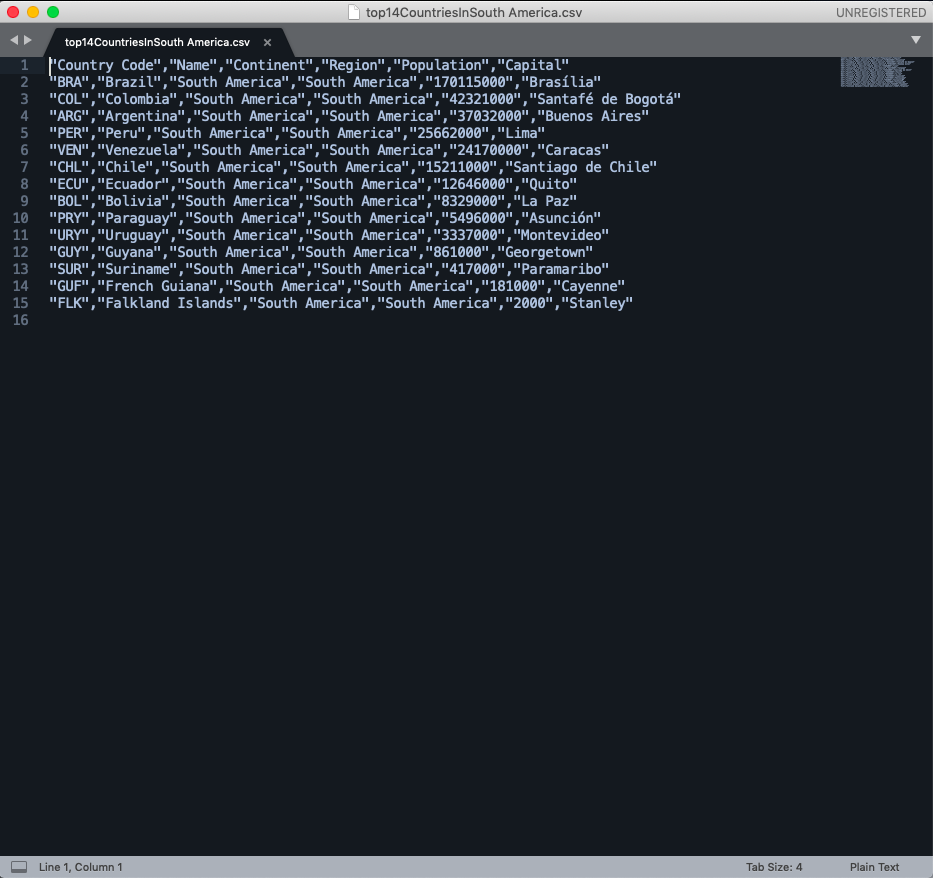 top14CountriesInSouth America.csv
UNREGISTERED
top14CountriesInSouth America.csv ×
1 "Country Code","Name","Continent","Region","Population","Capital"
2 "BRA","Brazil","South America","South America","170115000","Brasília"
3 "COL","Colombia","South America","South America","42321000","Santafé de Bogotá"
4 "ARG","Argentina","South America","South America","37032000","Buenos Aires"
5 "PER","Peru","South America","South America","25662000","Lima"
6 "VEN","Venezuela","South America","South America","24170000","Caracas"
7 "CHL","Chile","South America","South America","15211000","Santiago de Chile"
8 "ECU","Ecuador","South America","South America","12646000","Quito"
9 "BOL","Bolivia","South America","South America","8329000","La Paz"
10 "PRY","Paraguay","South America","South America","5496000","Asunción"
11 "URY","Uruguay","South America","South America","3337000","Montevideo"
12 "GUY","Guyana","South America","South America","861000","Georgetown"
13 "SUR","Suriname","South America","South America","417000","Paramaribo"
14 "GUF","French Guiana","South America","South America","181000","Cayenne"
15 "FLK","Falkland Islands","South America","South America","2000","Stanley"
16
Line 1, Column 1
Tab Size: 4
Plain Text